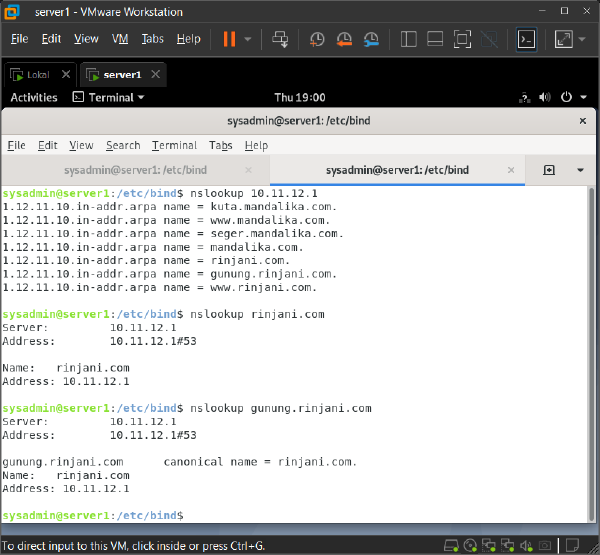 server1 - VMware Workstation
File Edit View VM Tabs Help
Lokal server1
Activities Terminal Thu 19:00
sysadmin@server1: /etc/bind
File Edit View Search Terminal Tabs Help
sysadmin@server1: /etc/bind sysadmin@server1: /etc/bind
sysadmin@server1:/etc/bind$ nslookup 10.11.12.1
1.12.11.10.in-addr.arpa name = kuta.mandalika.com.
1.12.11.10.in-addr.arpa name = www.mandalika.com.
1.12.11.10.in-addr.arpa name = seger.mandalika.com.
1.12.11.10.in-addr.arpa name = mandalika.com.
1.12.11.10.in-addr.arpa name = rinjani.com.
1.12.11.10.in-addr.arpa name = gunung.rinjani.com.
1.12.11.10.in-addr.arpa name = www.rinjani.com.
sysadmin@server1:/etc/bind$ nslookup rinjani.com
Server: 10.11.12.1
Address: 10.11.12.1#53
Name: rinjani.com
Address: 10.11.12.1
sysadmin@server1:/etc/bind$ nslookup gunung.rinjani.com
Server: 10.11.12.1
Address: 10.11.12.1#53
gunung.rinjani.com canonical name = rinjani.com.
Name: rinjani.com
Address: 10.11.12.1
sysadmin@server1:/etc/bind$
To direct input to this VM, click inside or press Ctrl+G.